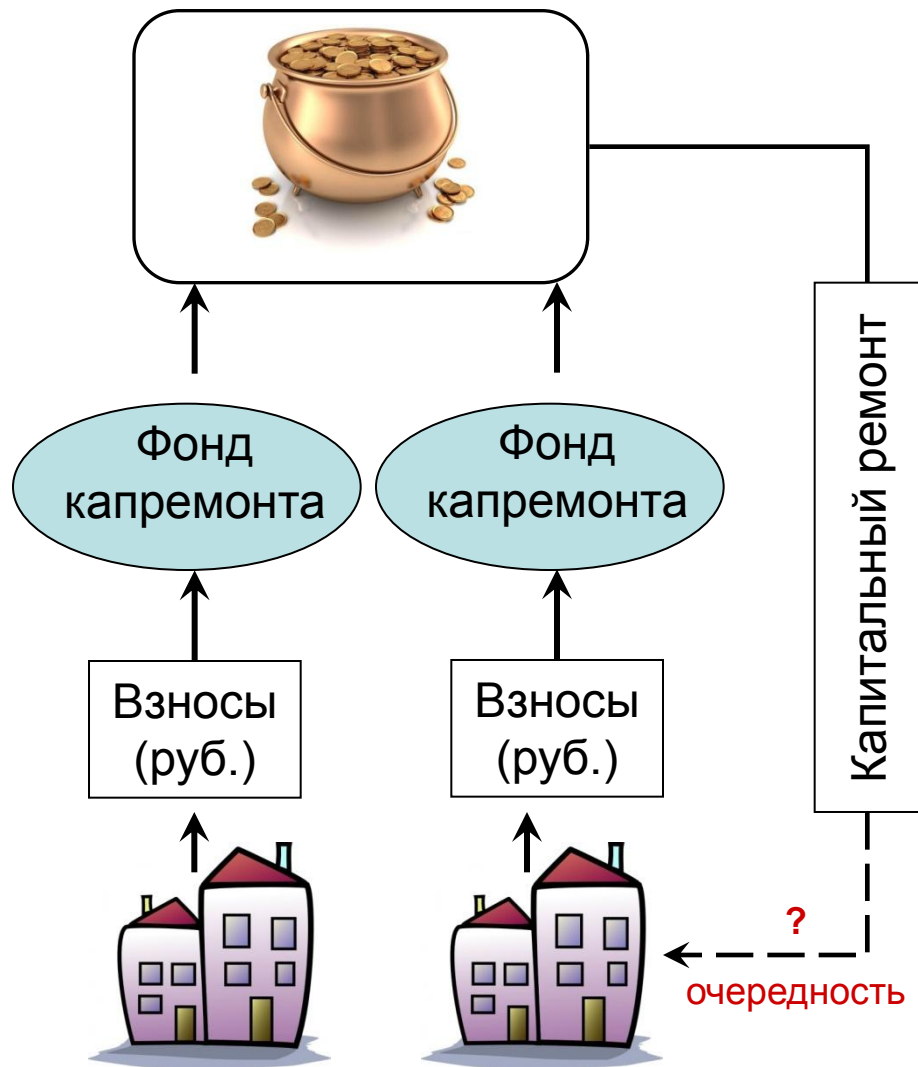 Фонд
капремонта
Фонд
капремонта
Взносы
(руб.)
Взносы
(руб.)
Капитальный ремонт
?
очередность